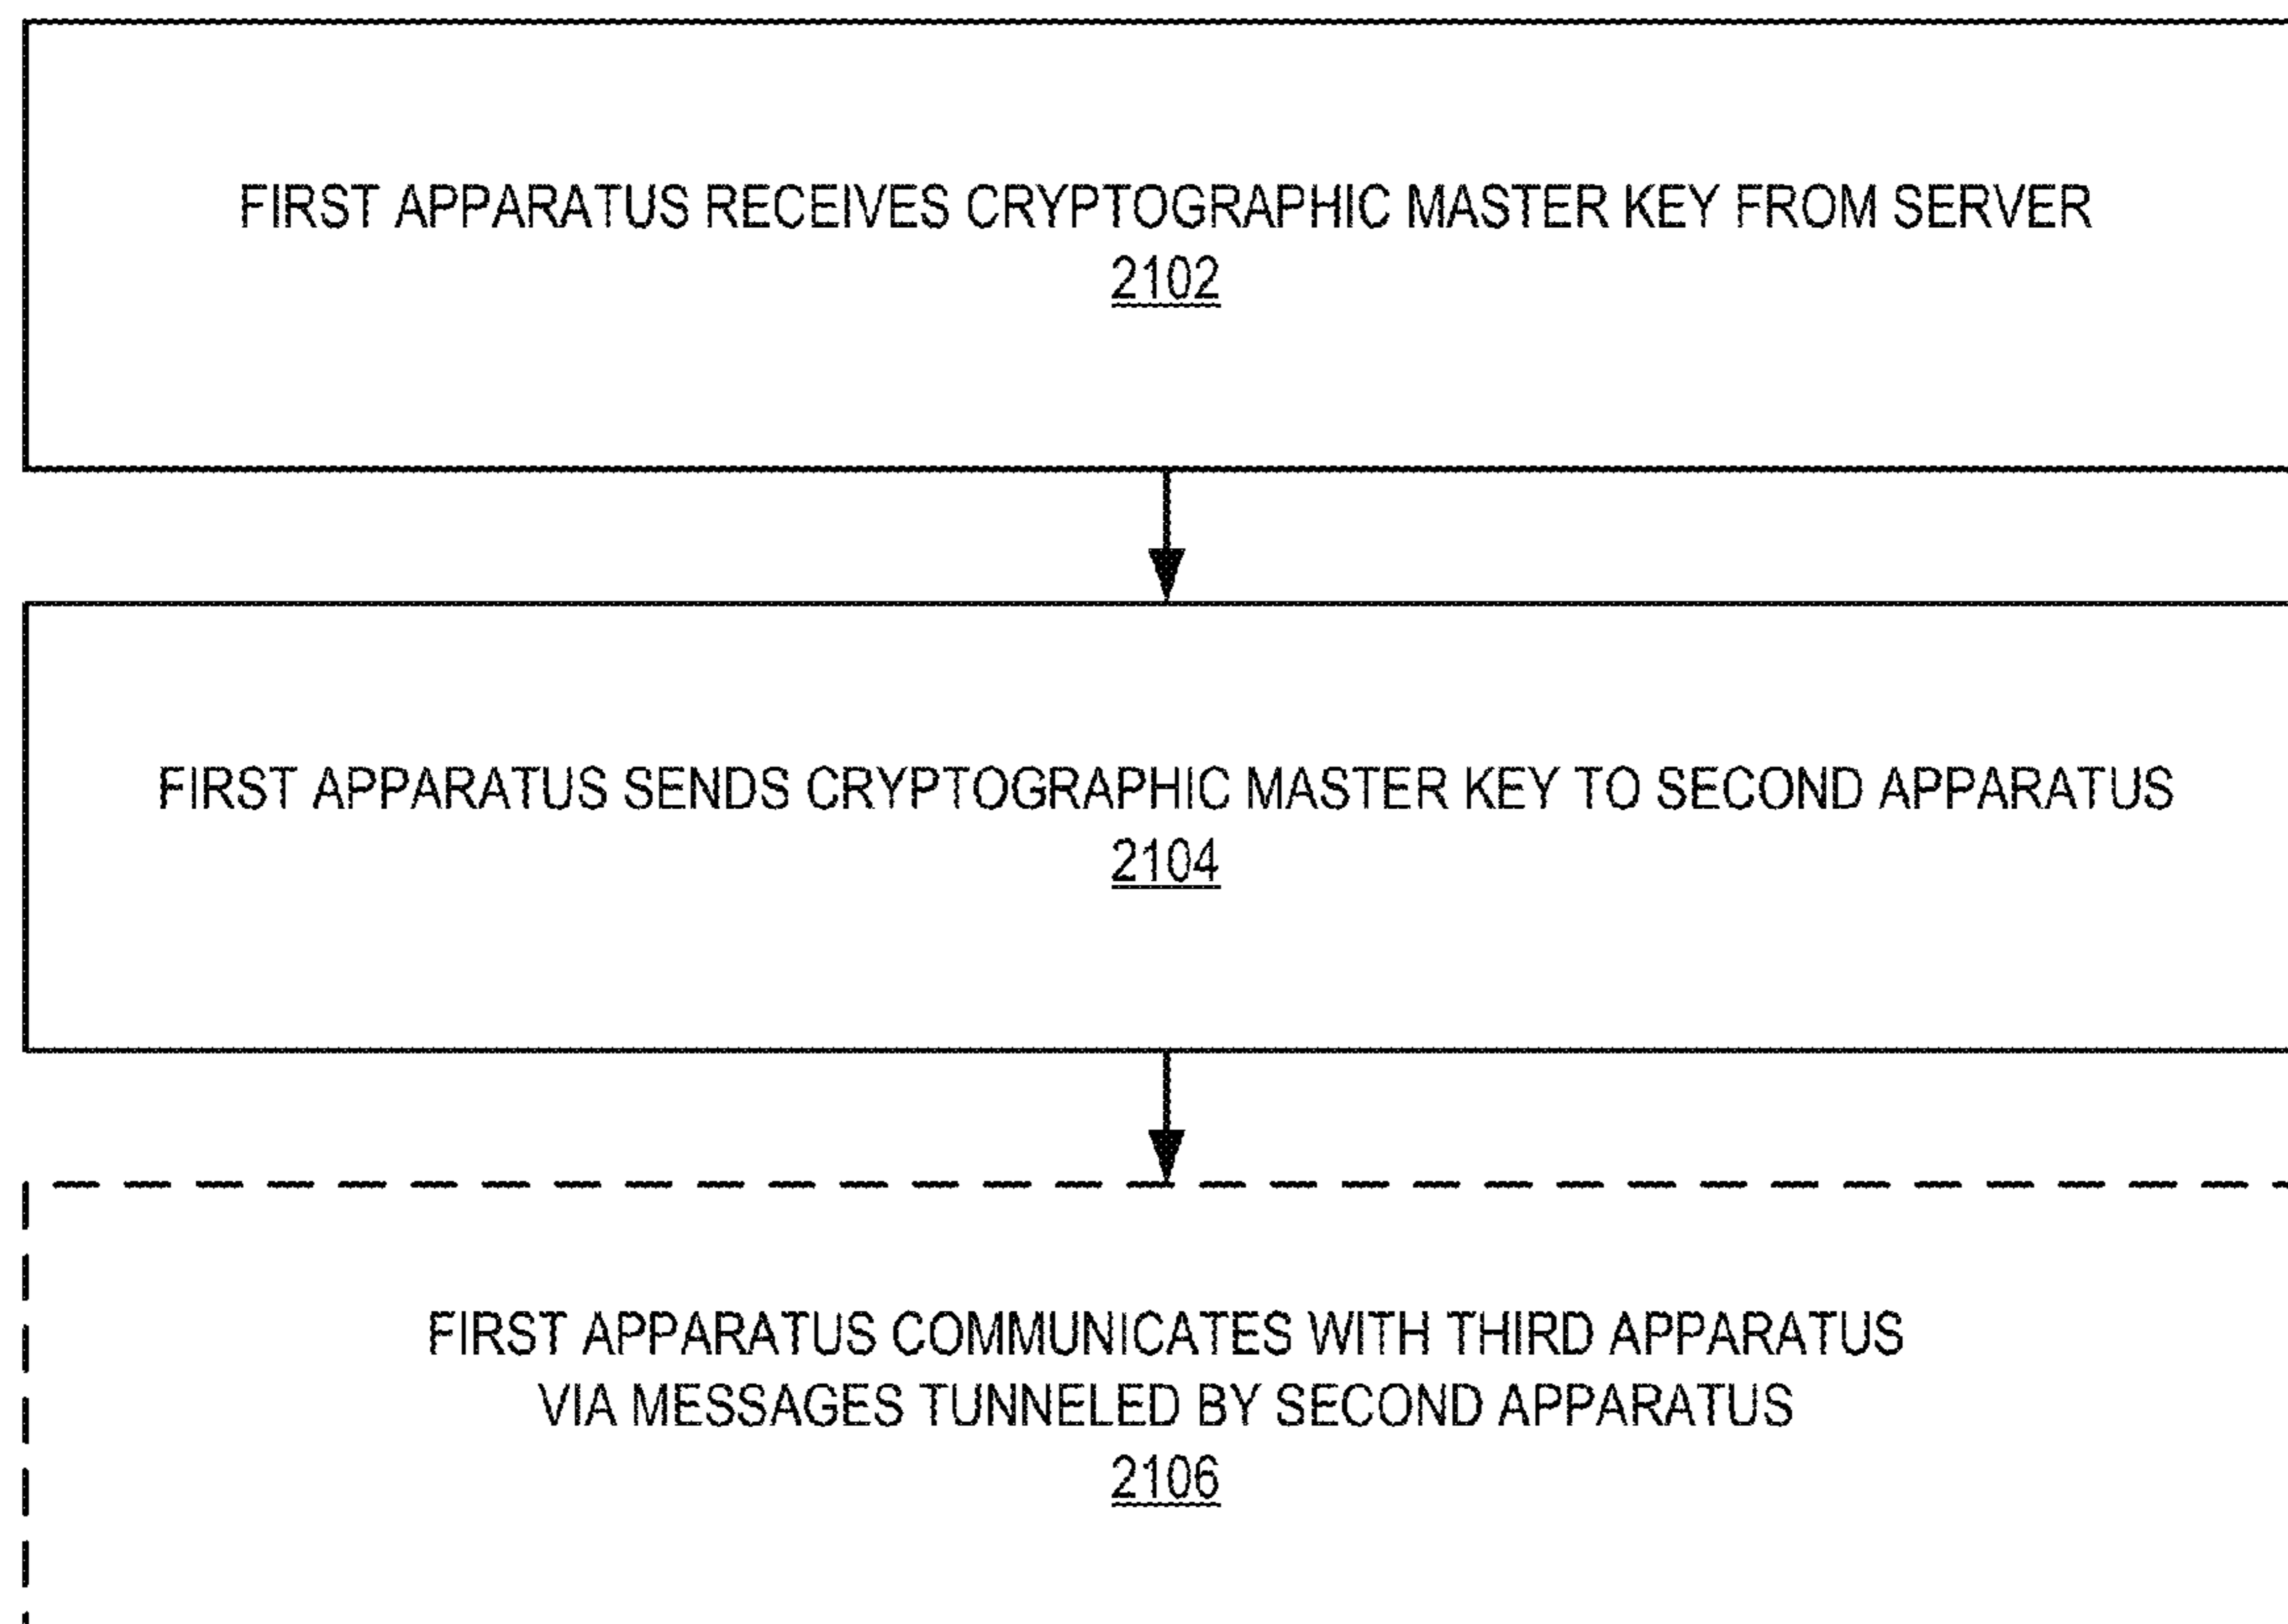 FIRST APPARATUS RECEIVES CRYPTOGRAPHIC MASTER KEY FROM SERVER
2102
FIRST APPARATUS SENDS CRYPTOGRAPHIC MASTER KEY TO SECOND APPARATUS
2104
FIRST APPARATUS COMMUNICATES WITH THIRD APPARATUS
VIA MESSAGES TUNNELED BY SECOND APPARATUS
2106